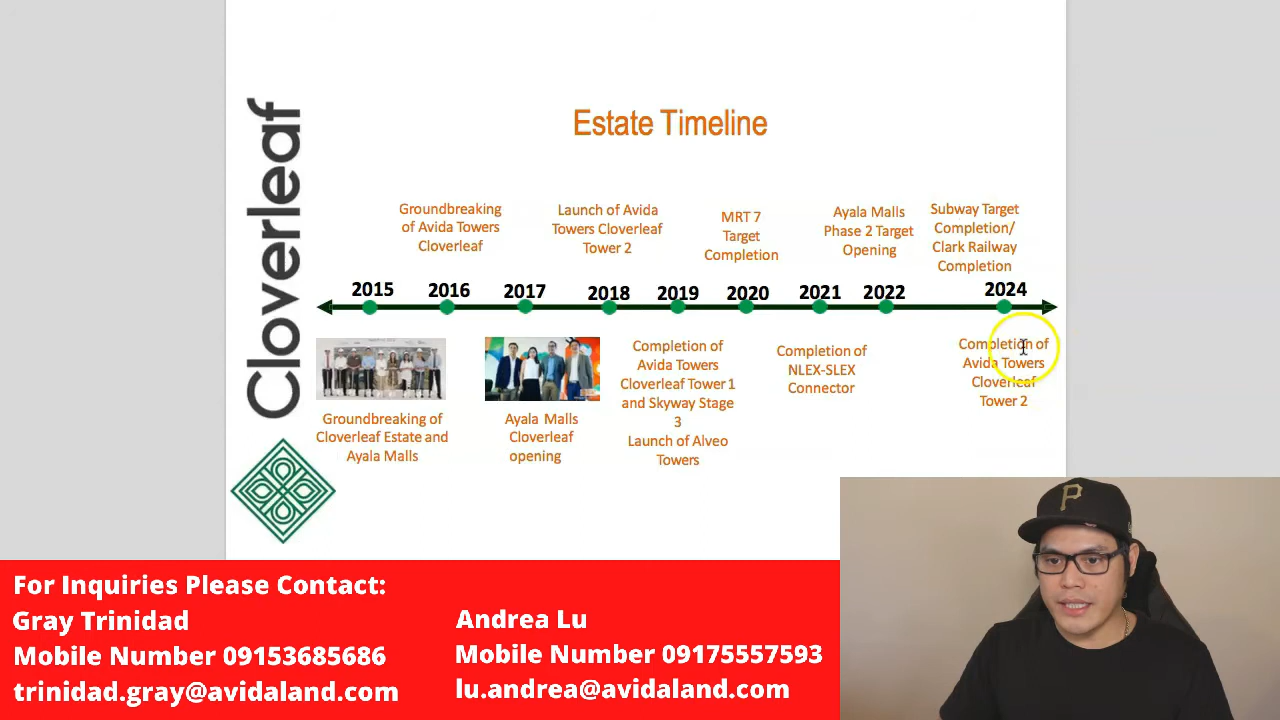 Cloverleaf
Estate Timeline
Groundbreaking
of Avida Towers
Cloverleaf
Launch of Avida
Towers Cloverleaf
Tower 2
MRT 7
Target
Completion
Ayala Malls
Phase 2 Target
Opening
Subway Target
Completion/
Clark Railway
Completion
2015
2016
2017
2018
2019
2020
2021
2022
2024
Groundbreaking of
Cloverleaf Estate and
Ayala Malls
Ayala Malls
Cloverleaf
opening
Completion of
Avida Towers
Cloverleaf Tower 1
and Skyway Stage
3
Launch of Alveo
Towers
Completion of
NLEX-SLEX
Connector
Completion of
Avida Towers
Cloverleaf
Tower 2
P
For Inquiries Please Contact:
Gray Trinidad
Mobile Number 09153685686
trinidad.gray@avidaland.com
Andrea Lu
Mobile Number 09175557593
lu.andrea@avidaland.com